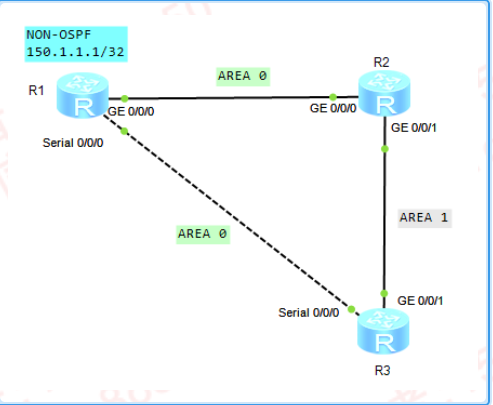 NON-OSPF
150.1.1.1/32
AREA 0
R2
R1
GE 0/0/0
GE 0/0/0
GE 0/0/1
Serial 0/0/0
AREA 1
AREA 0
GE 0/0/1
Serial 0/0/0
R3